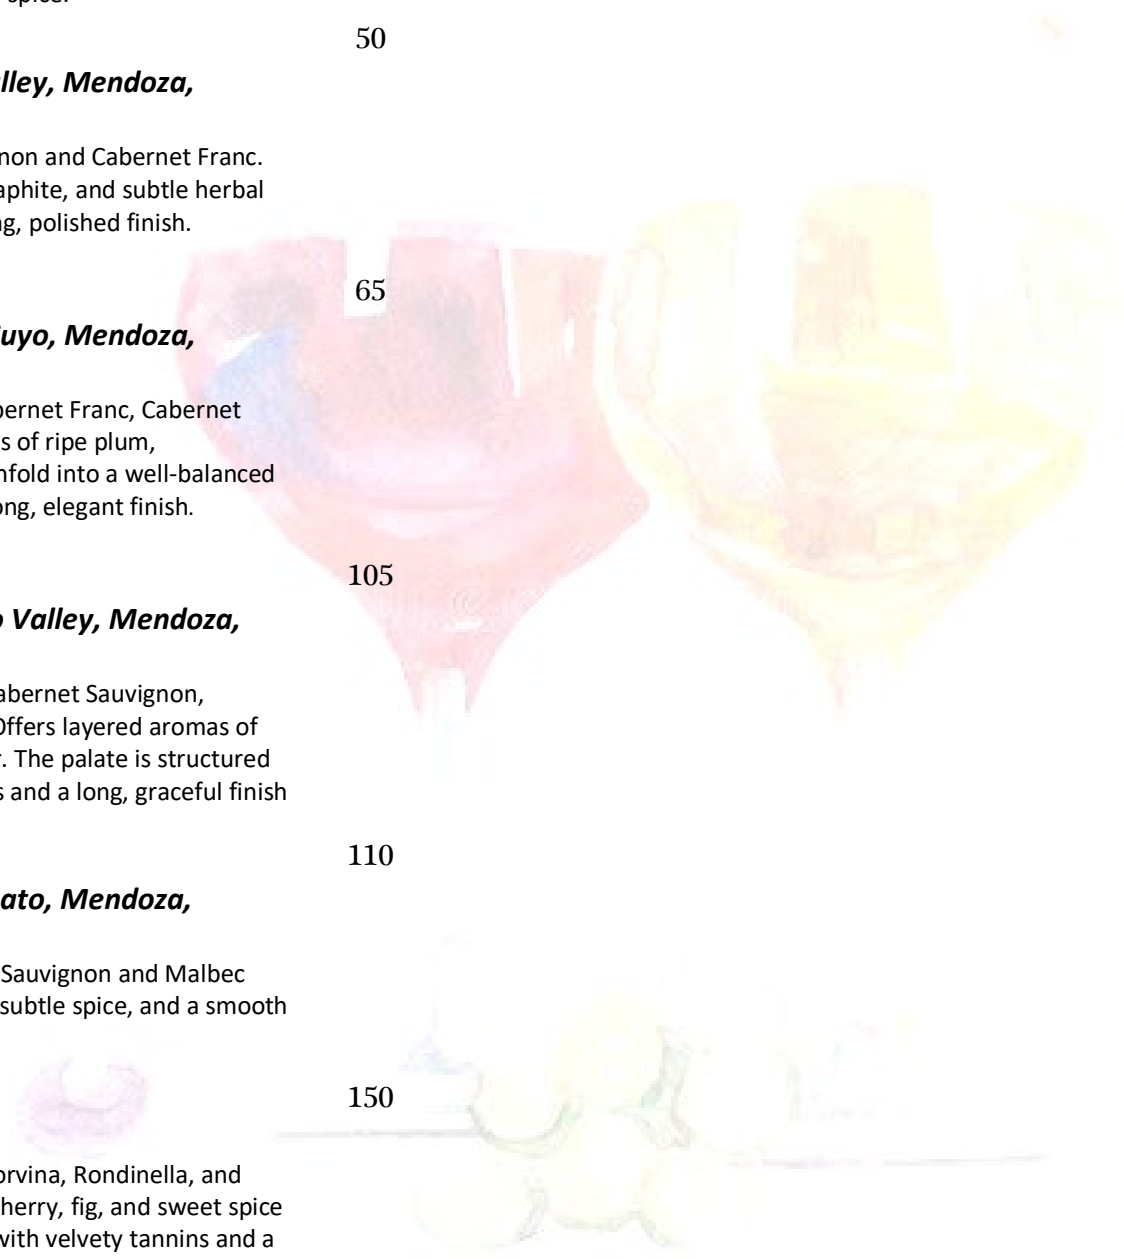 spice.
50
lley, Mendoza,
non and Cabernet Franc.
aphite, and subtle herbal
ng, polished finish.
65
uyo, Mendoza,
bernet Franc, Cabernet
s of ripe plum,
nfold into a well-balanced
ong, elegant finish.
105
o Valley, Mendoza,
abernet Sauvignon,
Offers layered aromas of
r. The palate is structured
s and a long, graceful finish
110
ato, Mendoza,
Sauvignon and Malbec
subtle spice, and a smooth
150
orvina, Rondinella, and
herry, fig, and sweet spice
with velvety tannins and a